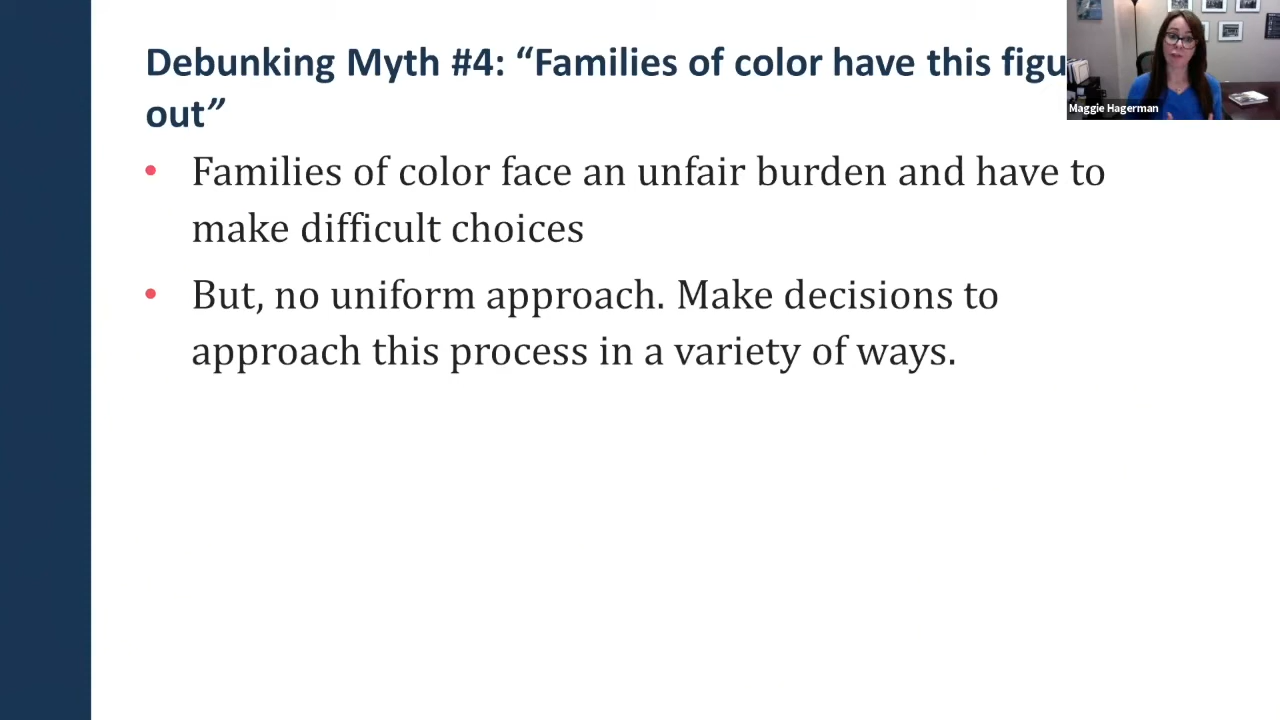 Debunking Myth #4: “Families of color have this figu
out”
Maggie Hagerman
• Families of color face an unfair burden and have to
make difficult choices
• But, no uniform approach. Make decisions to
approach this process in a variety of ways.